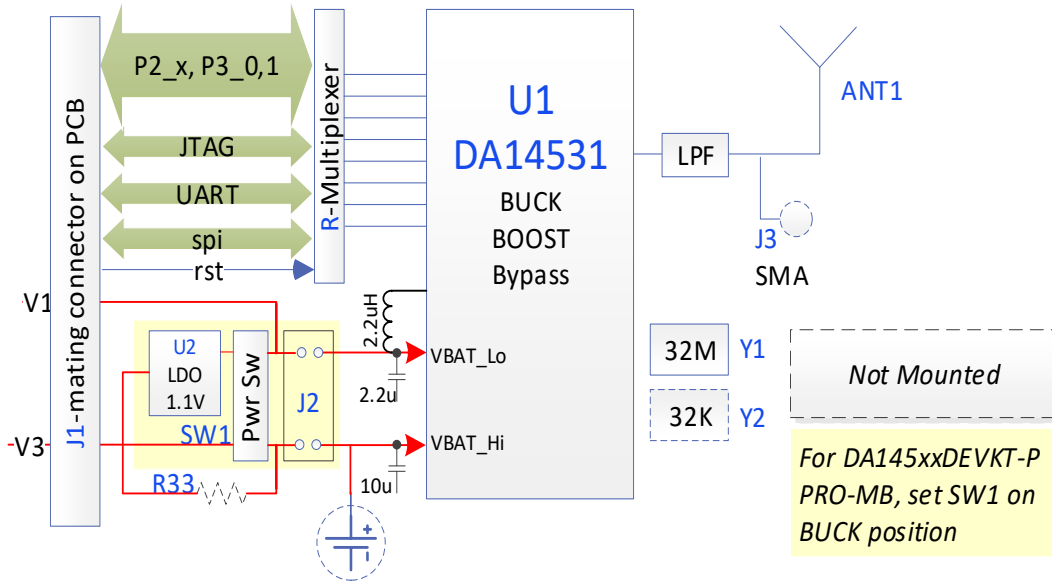 J1-mating connector on PCB
P2_x, P3_0,1
JTAG
UART
spi
rst
R-Multiplexer
U1
DA14531
BUCK
BOOST
Bypass
LPF
ANT1
J3
SMA
V1
V3
U2
LDO
1.1V
SW1
Pwr Sw
J2
R33
2.2uH
2.2u
10u
VBAT_Lo
VBAT_Hi
+
-
32M
Y1
32K
Y2
Not Mounted
For DA145xxDEVKT-P
PRO-MB, set SW1 on
BUCK position